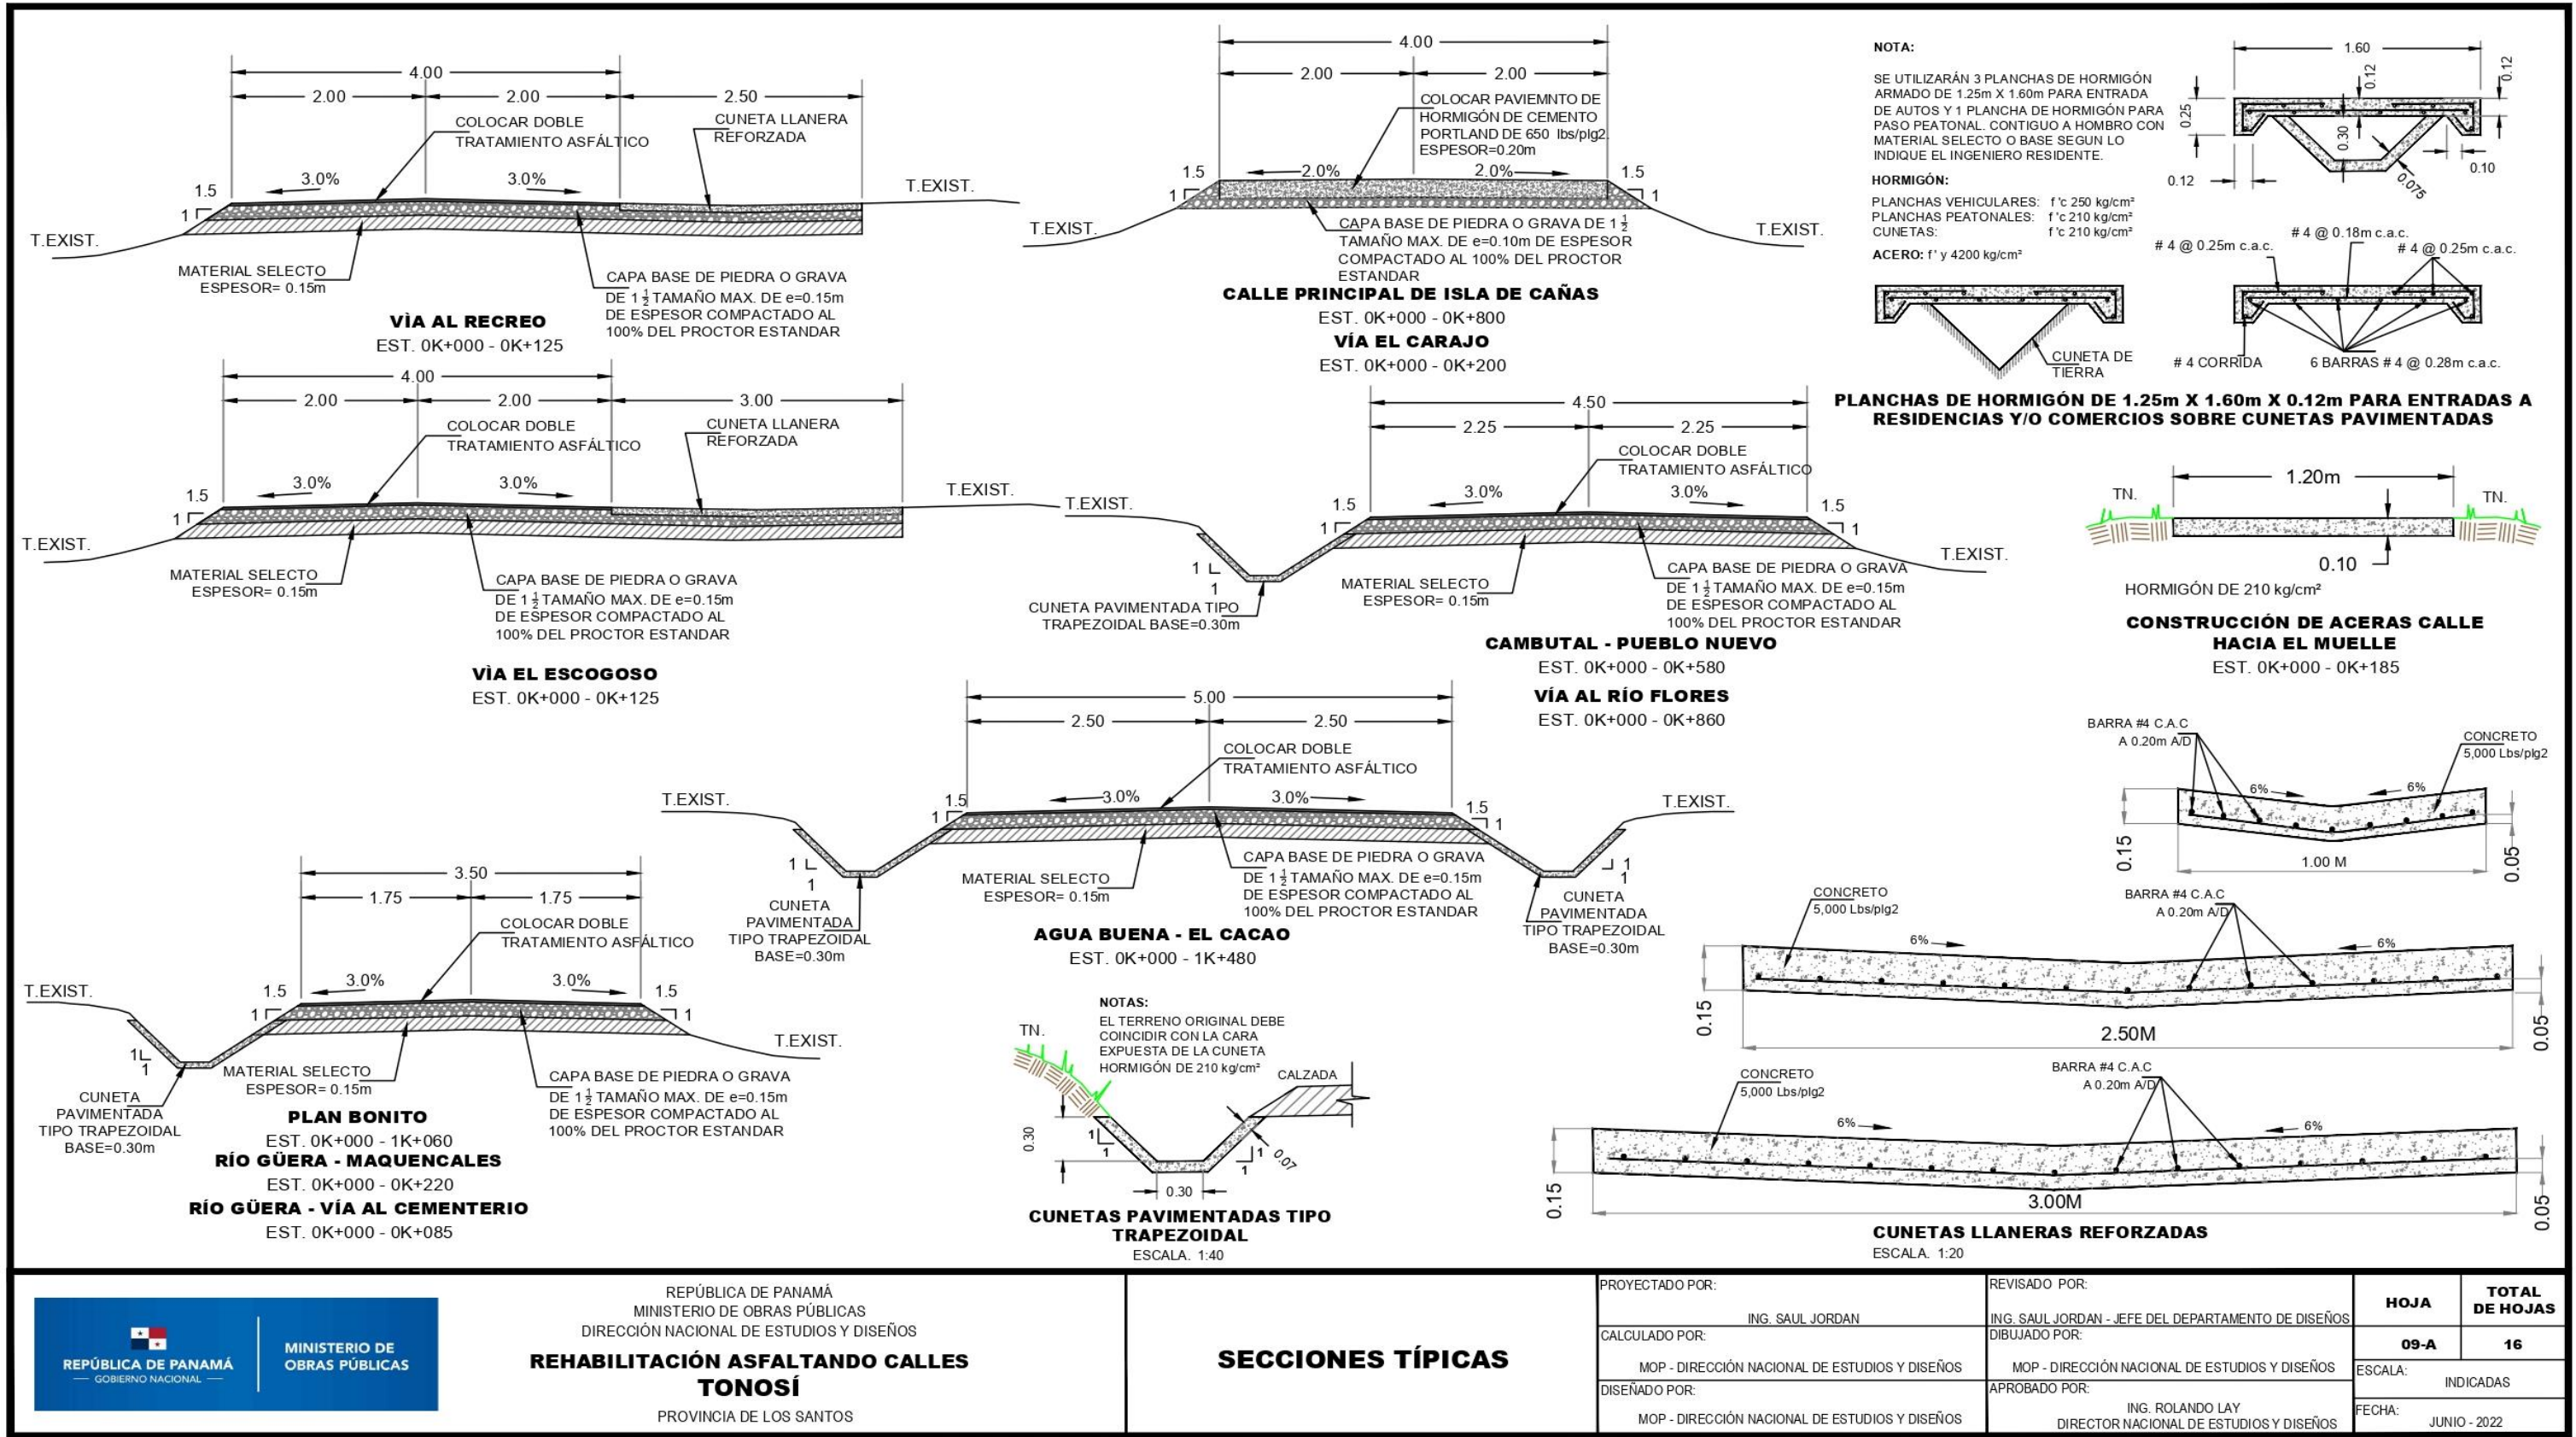 4.00
2.00
2.00
2.50
COLOCAR DOBLE
TRATAMIENTO ASFÁLTICO
CUNETA LLANERA
REFORZADA
1.5
1
3.0%
3.0%
T.EXIST.
T.EXIST.
MATERIAL SELECTO
ESPESOR= 0.15m
CAPA BASE DE PIEDRA O GRAVA
DE 1 1/2 TAMAÑO MAX. DE e=0.15m
DE ESPESOR COMPACTADO AL
100% DEL PROCTOR ESTANDAR
VÌA AL RECREO
EST. 0K+000 - 0K+125
4.00
2.00
2.00
COLOCAR PAVIEMNTO DE
HORMIGÓN DE CEMENTO
PORTLAND DE 650 lbs/plg2.
ESPESOR=0.20m
1.5
1
2.0%
2.0%
1.5
1
T.EXIST.
T.EXIST.
CAPA BASE DE PIEDRA O GRAVA DE 1 1/2
TAMAÑO MAX. DE e=0.10m DE ESPESOR
COMPACTADO AL 100% DEL PROCTOR
ESTANDAR
CALLE PRINCIPAL DE ISLA DE CAÑAS
EST. 0K+000 - 0K+800
VÍA EL CARAJO
EST. 0K+000 - 0K+200
NOTA:
SE UTILIZARÁN 3 PLANCHAS DE HORMIGÓN
ARMADO DE 1.25m X 1.60m PARA ENTRADA
DE AUTOS Y 1 PLANCHA DE HORMIGÓN PARA
PASO PEATONAL. CONTIGUO A HOMBRO CON
MATERIAL SELECTO O BASE SEGUN LO
INDIQUE EL INGENIERO RESIDENTE.
HORMIGÓN:
PLANCHAS VEHICULARES: f 'c 250 kg/cm²
PLANCHAS PEATONALES: f 'c 210 kg/cm²
CUNETAS: f 'c 210 kg/cm²
ACERO: f ' y 4200 kg/cm²
1.60
0.12
0.12
0.25
0.30
0.12
0.075
0.10
# 4 @ 0.25m c.a.c.
# 4 @ 0.18m c.a.c.
# 4 @ 0.25m c.a.c.
CUNETA DE
TIERRA
# 4 CORRIDA
6 BARRAS # 4 @ 0.28m c.a.c.
PLANCHAS DE HORMIGÓN DE 1.25m X 1.60m X 0.12m PARA ENTRADAS A
RESIDENCIAS Y/O COMERCIOS SOBRE CUNETAS PAVIMENTADAS
4.00
2.00
2.00
3.00
COLOCAR DOBLE
TRATAMIENTO ASFÁLTICO
CUNETA LLANERA
REFORZADA
1.5
1
3.0%
3.0%
T.EXIST.
T.EXIST.
MATERIAL SELECTO
ESPESOR= 0.15m
CAPA BASE DE PIEDRA O GRAVA
DE 1 1/2 TAMAÑO MAX. DE e=0.15m
DE ESPESOR COMPACTADO AL
100% DEL PROCTOR ESTANDAR
VÌA EL ESCOGOSO
EST. 0K+000 - 0K+125
4.50
2.25
2.25
COLOCAR DOBLE
TRATAMIENTO ASFÁLTICO
T.EXIST.
1.5
1
3.0%
3.0%
1.5
1
T.EXIST.
1
1
CUNETA PAVIMENTADA TIPO
TRAPEZOIDAL BASE=0.30m
MATERIAL SELECTO
ESPESOR= 0.15m
CAPA BASE DE PIEDRA O GRAVA
DE 1 1/2 TAMAÑO MAX. DE e=0.15m
DE ESPESOR COMPACTADO AL
100% DEL PROCTOR ESTANDAR
CAMBUTAL - PUEBLO NUEVO
EST. 0K+000 - 0K+580
VÍA AL RÍO FLORES
EST. 0K+000 - 0K+860
1.20m
TN.
TN.
0.10
HORMIGÓN DE 210 kg/cm²
CONSTRUCCIÓN DE ACERAS CALLE
HACIA EL MUELLE
EST. 0K+000 - 0K+185
5.00
2.50
2.50
COLOCAR DOBLE
TRATAMIENTO ASFÁLTICO
T.EXIST.
1.5
1
3.0%
3.0%
1.5
1
T.EXIST.
1
1
1
1
CUNETA
PAVIMENTADA
TIPO TRAPEZOIDAL
BASE=0.30m
MATERIAL SELECTO
ESPESOR= 0.15m
CAPA BASE DE PIEDRA O GRAVA
DE 1 1/2 TAMAÑO MAX. DE e=0.15m
DE ESPESOR COMPACTADO AL
100% DEL PROCTOR ESTANDAR
CUNETA
PAVIMENTADA
TIPO TRAPEZOIDAL
BASE=0.30m
AGUA BUENA - EL CACAO
EST. 0K+000 - 1K+480
3.50
1.75
1.75
COLOCAR DOBLE
TRATAMIENTO ASFÁLTICO
T.EXIST.
1.5
1
3.0%
3.0%
1.5
1
T.EXIST.
1
1
CUNETA
PAVIMENTADA
TIPO TRAPEZOIDAL
BASE=0.30m
MATERIAL SELECTO
ESPESOR= 0.15m
CAPA BASE DE PIEDRA O GRAVA
DE 1 1/2 TAMAÑO MAX. DE e=0.15m
DE ESPESOR COMPACTADO AL
100% DEL PROCTOR ESTANDAR
PLAN BONITO
EST. 0K+000 - 1K+060
RÍO GÜERA - MAQUENCALES
EST. 0K+000 - 0K+220
RÍO GÜERA - VÍA AL CEMENTERIO
EST. 0K+000 - 0K+085
NOTAS:
EL TERRENO ORIGINAL DEBE
COINCIDIR CON LA CARA
EXPUESTA DE LA CUNETA
HORMIGÓN DE 210 kg/cm²
TN.
CALZADA
0.30
1
1
1
1
0.07
0.30
CUNETAS PAVIMENTADAS TIPO
TRAPEZOIDAL
ESCALA. 1:40
BARRA #4 C.A.C
A 0.20m A/D
CONCRETO
5,000 Lbs/plg2
6%
6%
0.15
1.00 M
0.05
CONCRETO
5,000 Lbs/plg2
BARRA #4 C.A.C
A 0.20m A/D
6%
6%
0.15
2.50M
0.05
CONCRETO
5,000 Lbs/plg2
BARRA #4 C.A.C
A 0.20m A/D
6%
6%
0.15
3.00M
0.05
CUNETAS LLANERAS REFORZADAS
ESCALA. 1:20
REPÚBLICA DE PANAMÁ
GOBIERNO NACIONAL
MINISTERIO DE
OBRAS PÚBLICAS
REPÚBLICA DE PANAMÁ
MINISTERIO DE OBRAS PÚBLICAS
DIRECCIÓN NACIONAL DE ESTUDIOS Y DISEÑOS
REHABILITACIÓN ASFALTANDO CALLES
TONOSÍ
PROVINCIA DE LOS SANTOS
SECCIONES TÍPICAS
PROYECTADO POR:
ING. SAUL JORDAN
CALCULADO POR:
MOP - DIRECCIÓN NACIONAL DE ESTUDIOS Y DISEÑOS
DISEÑADO POR:
MOP - DIRECCIÓN NACIONAL DE ESTUDIOS Y DISEÑOS
REVISADO POR:
ING. SAUL JORDAN - JEFE DEL DEPARTAMENTO DE DISEÑOS
DIBUJADO POR:
MOP - DIRECCIÓN NACIONAL DE ESTUDIOS Y DISEÑOS
APROBADO POR:
ING. ROLANDO LAY
DIRECTOR NACIONAL DE ESTUDIOS Y DISEÑOS
HOJA
TOTAL
DE HOJAS
09-A
16
ESCALA:
INDICADAS
FECHA:
JUNIO - 2022